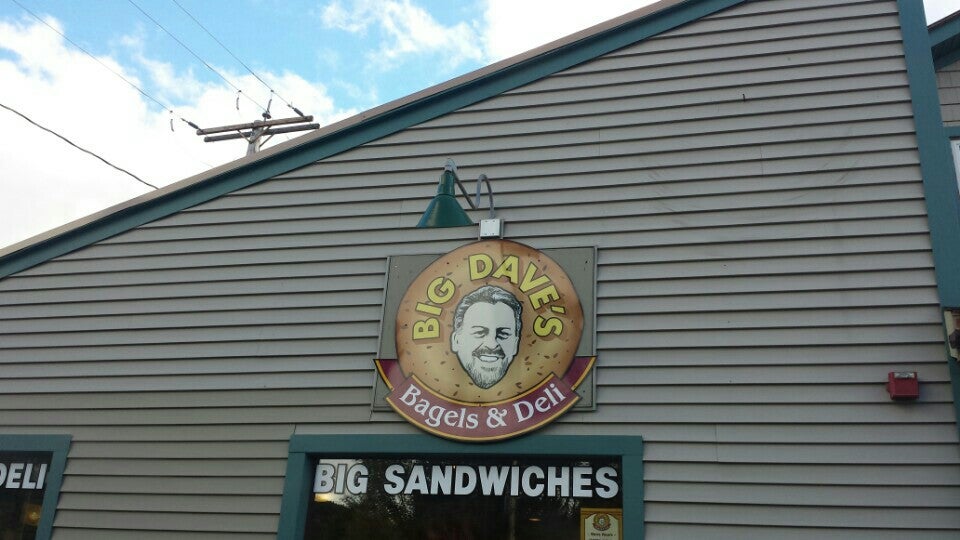 BIG DAVE'S
Bagels & Deli
DELI
BIG SANDWICHES